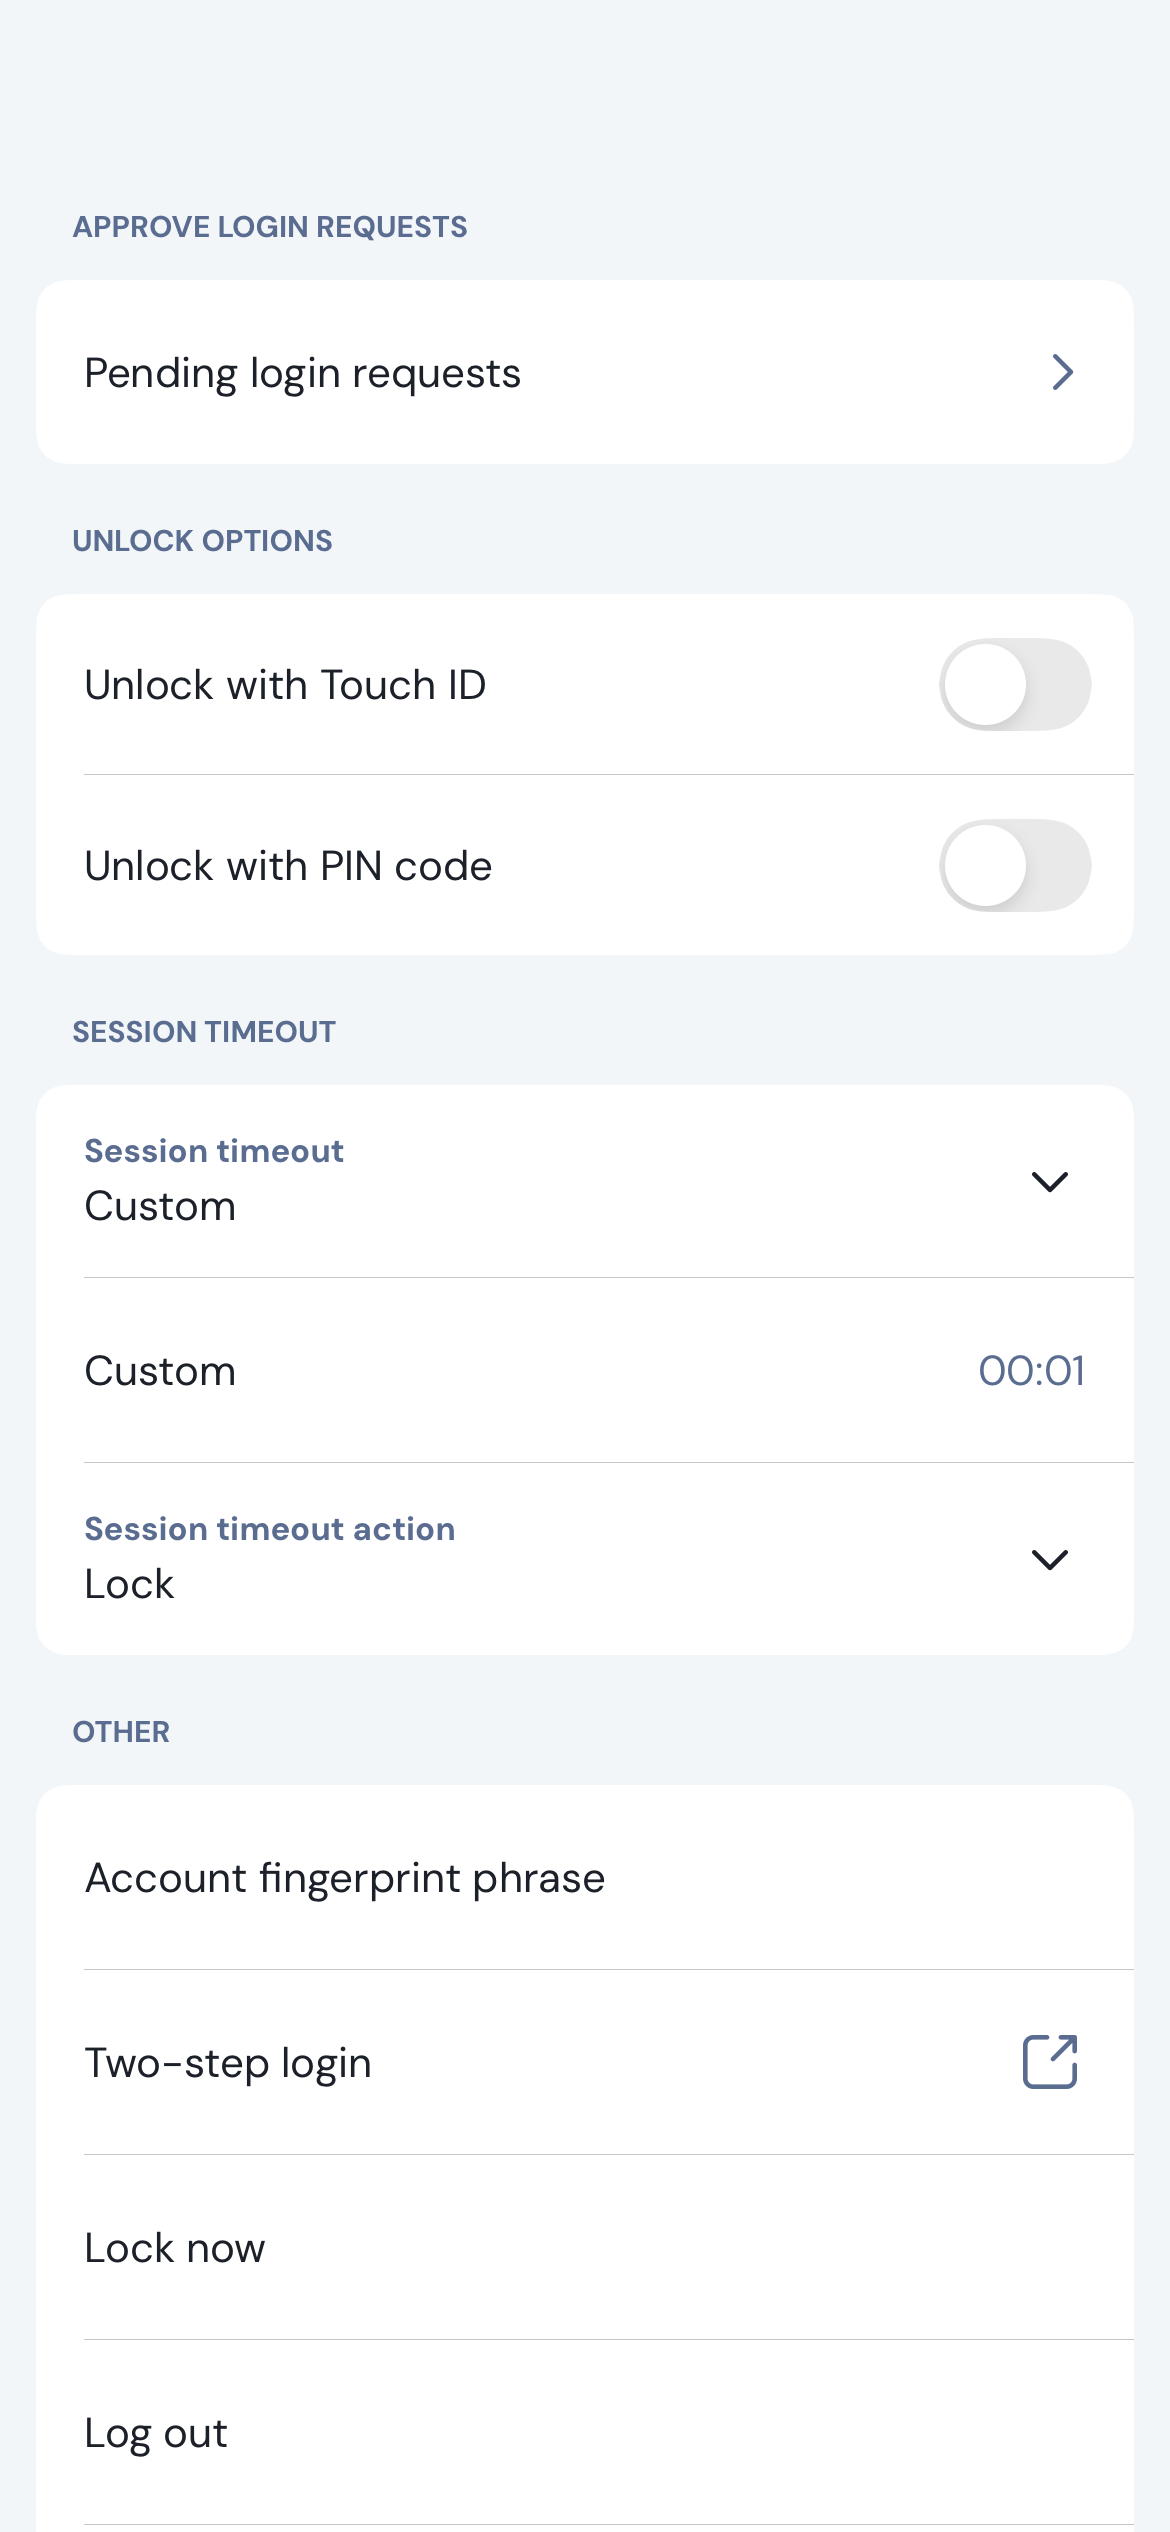 APPROVE LOGIN REQUESTS
Pending login requests
UNLOCK OPTIONS
Unlock with Touch ID
Unlock with PIN code
SESSION TIMEOUT
Session timeout
Custom
Custom 00:01
Session timeout action
Lock
OTHER
Account fingerprint phrase
Two-step login
Lock now
Log out